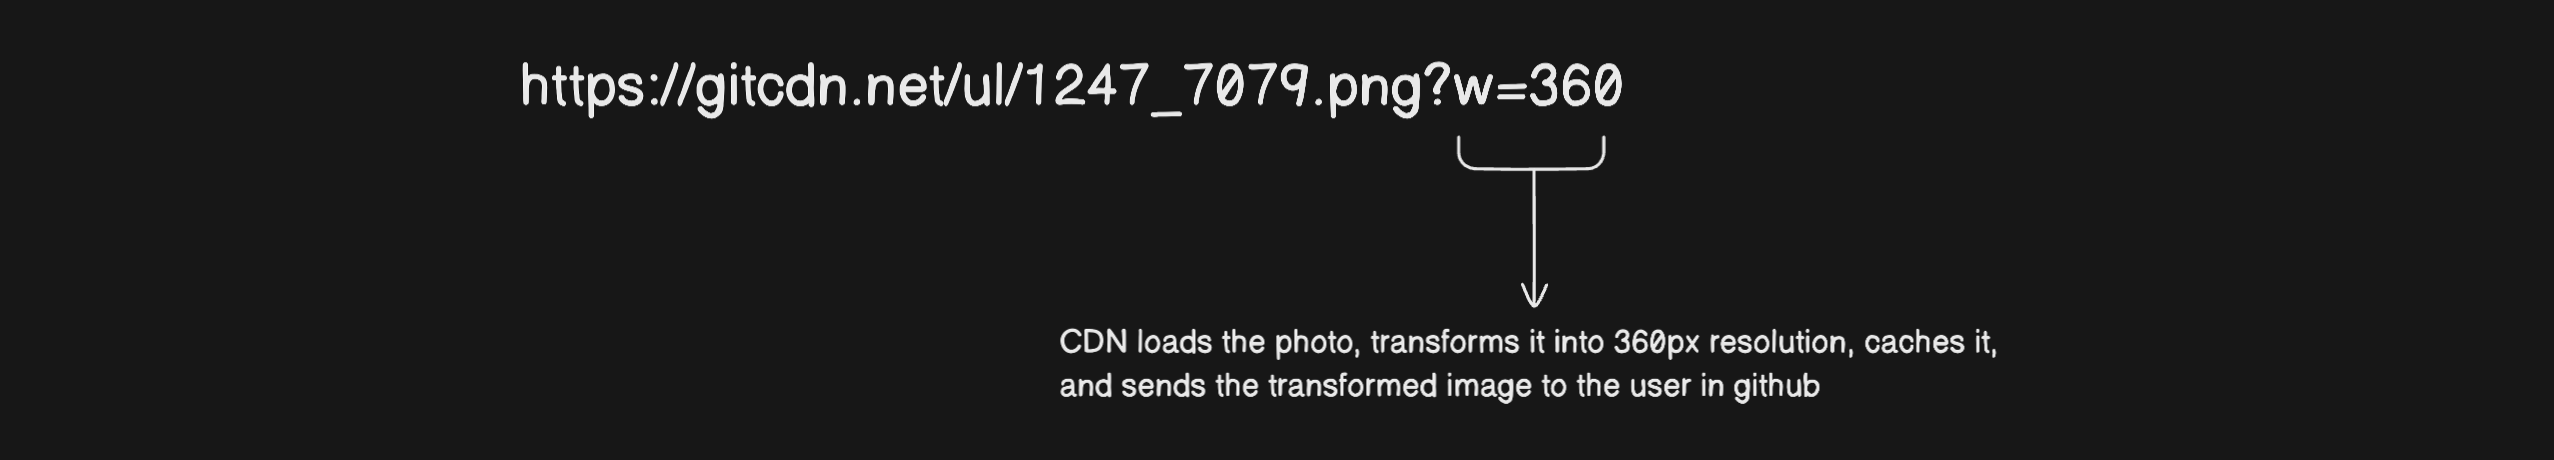 https://gitcdn.net/ul/1247_7079.png?w=360
CDN loads the photo, transforms it into 360px resolution, caches it,
and sends the transformed image to the user in github